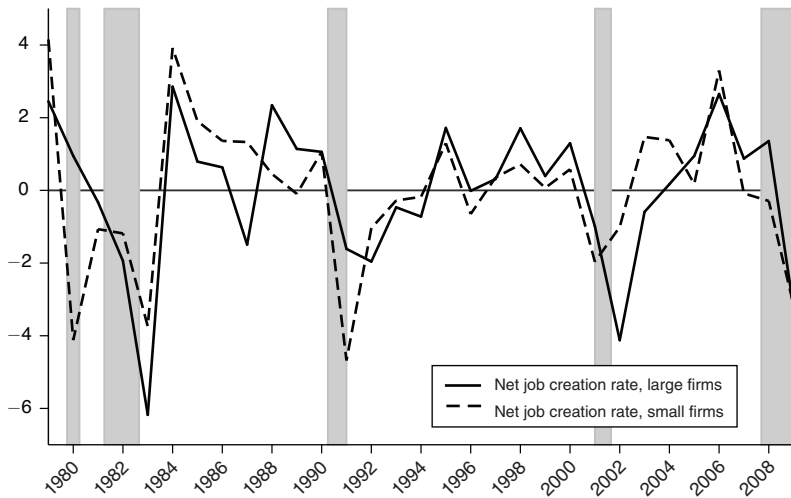 4
2
0
−2
−4
−6
Net job creation rate, large firms
Net job creation rate, small firms
1980 1982 1984 1986 1988 1990 1992 1994 1996 1998 2000 2002 2004 2006 2008